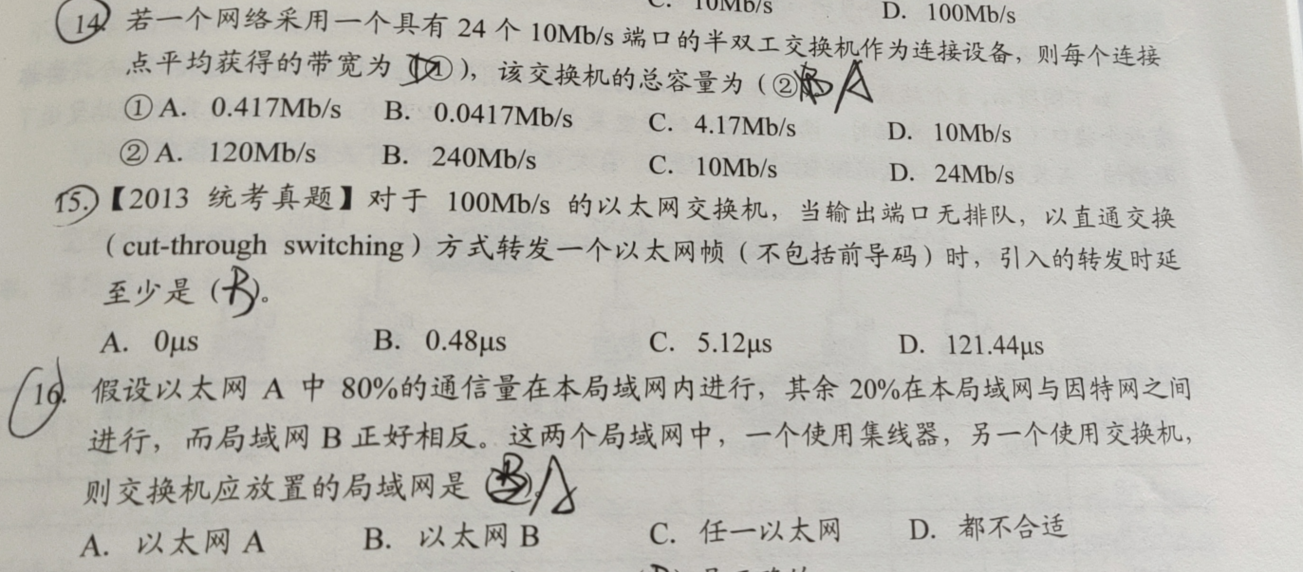 C. 10Mb/s D. 100Mb/s
14. 若一个网络采用一个具有 24 个 10Mb/s 端口的半双工交换机作为连接设备，则每个连接
点平均获得的带宽为（①），该交换机的总容量为（② A
① A. 0.417Mb/s B. 0.0417Mb/s C. 4.17Mb/s D. 10Mb/s
② A. 120Mb/s B. 240Mb/s C. 10Mb/s D. 24Mb/s
15.【2013 统考真题】对于 100Mb/s 的以太网交换机，当输出端口无排队，以直通交换
（cut-through switching）方式转发一个以太网帧（不包括前导码）时，引入的转发时延
至少是（B）。
A. 0μs B. 0.48μs C. 5.12μs D. 121.44μs
16. 假设以太网 A 中 80%的通信量在本局域网内进行，其余 20%在本局域网与因特网之间
进行，而局域网 B 正好相反。这两个局域网中，一个使用集线器，另一个使用交换机，
则交换机应放置的局域网是（B）A
A. 以太网 A B. 以太网 B C. 任一以太网 D. 都不合适